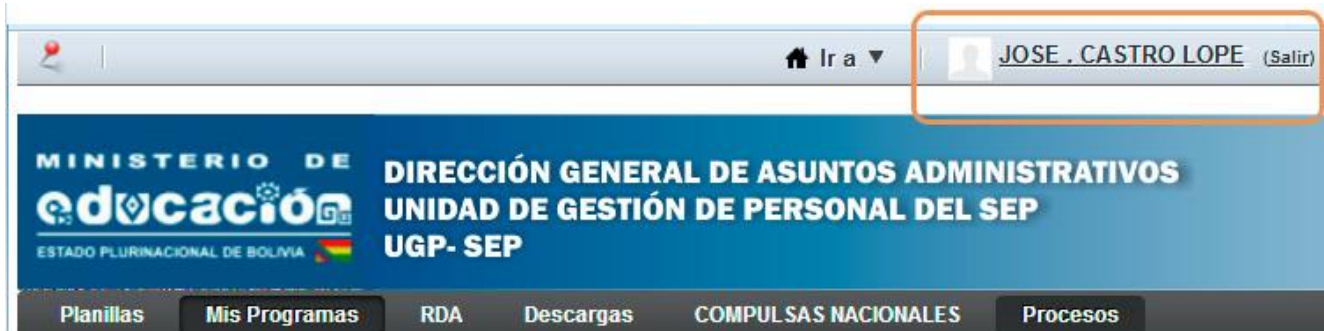 Ir a ▼ JOSE . CASTRO LOPE (Salir)
MINISTERIO DE
educación
ESTADO PLURINACIONAL DE BOLIVIA
DIRECCIÓN GENERAL DE ASUNTOS ADMINISTRATIVOS
UNIDAD DE GESTIÓN DE PERSONAL DEL SEP
UGP- SEP
Planillas Mis Programas RDA Descargas COMPULSAS NACIONALES Procesos